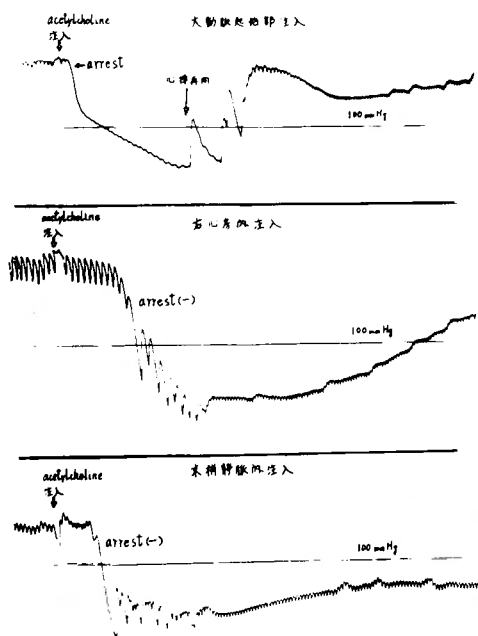 acetylcholine
注入
大動脈起始部注入
arrest
心搏再開
100 mmHg
acetylcholine
注入
右心房内注入
arrest(-)
100 mmHg
acetylcholine
注入
末梢静脈内注入
arrest(-)
100 mmHg